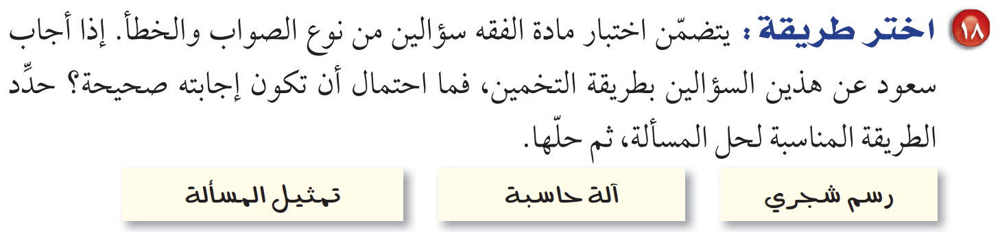 ١٨ اختر طريقة : يتضمّن اختبار مادة الفقه سؤالين من نوع الصواب والخطأ. إذا أجاب
سعود عن هذين السؤالين بطريقة التخمين، فما احتمال أن تكون إجابته صحيحة؟ حدِّد
الطريقة المناسبة لحل المسألة، ثم حلّها.
رسم شجري آلة حاسبة تمثيل المسألة